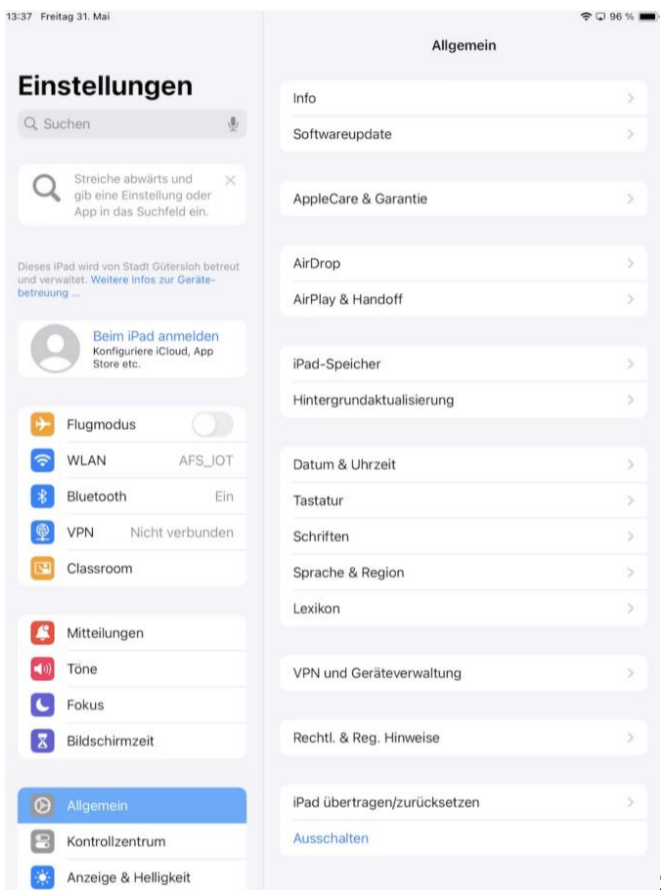 13:37 Freitag 31. Mai
96 %
Einstellungen
Suchen
Streiche abwärts und
gib eine Einstellung oder
App in das Suchfeld ein.
Dieses iPad wird von Stadt Gütersloh betreut
und verwaltet. Weitere Infos zur Geräte-
betreuung ...
Beim iPad anmelden
Konfiguriere iCloud, App
Store etc.
Flugmodus
WLAN AFS_IOT
Bluetooth Ein
VPN Nicht verbunden
Classroom
Mitteilungen
Töne
Fokus
Bildschirmzeit
Allgemein
Kontrollzentrum
Anzeige & Helligkeit
Allgemein
Info
Softwareupdate
AppleCare & Garantie
AirDrop
AirPlay & Handoff
iPad-Speicher
Hintergrundaktualisierung
Datum & Uhrzeit
Tastatur
Schriften
Sprache & Region
Lexikon
VPN und Geräteverwaltung
Rechtl. & Reg. Hinweise
iPad übertragen/zurücksetzen
Ausschalten